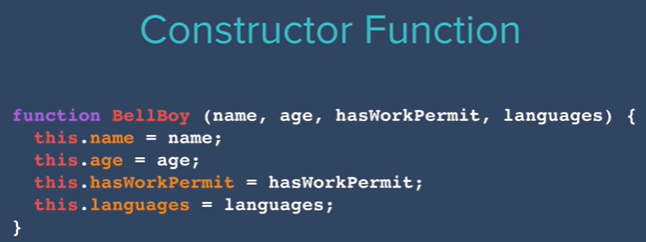 Constructor Function
function BellBoy (name, age, hasWorkPermit, languages) {
this.name = name;
this.age = age;
this.hasWorkPermit = hasWorkPermit;
this.languages = languages;
}